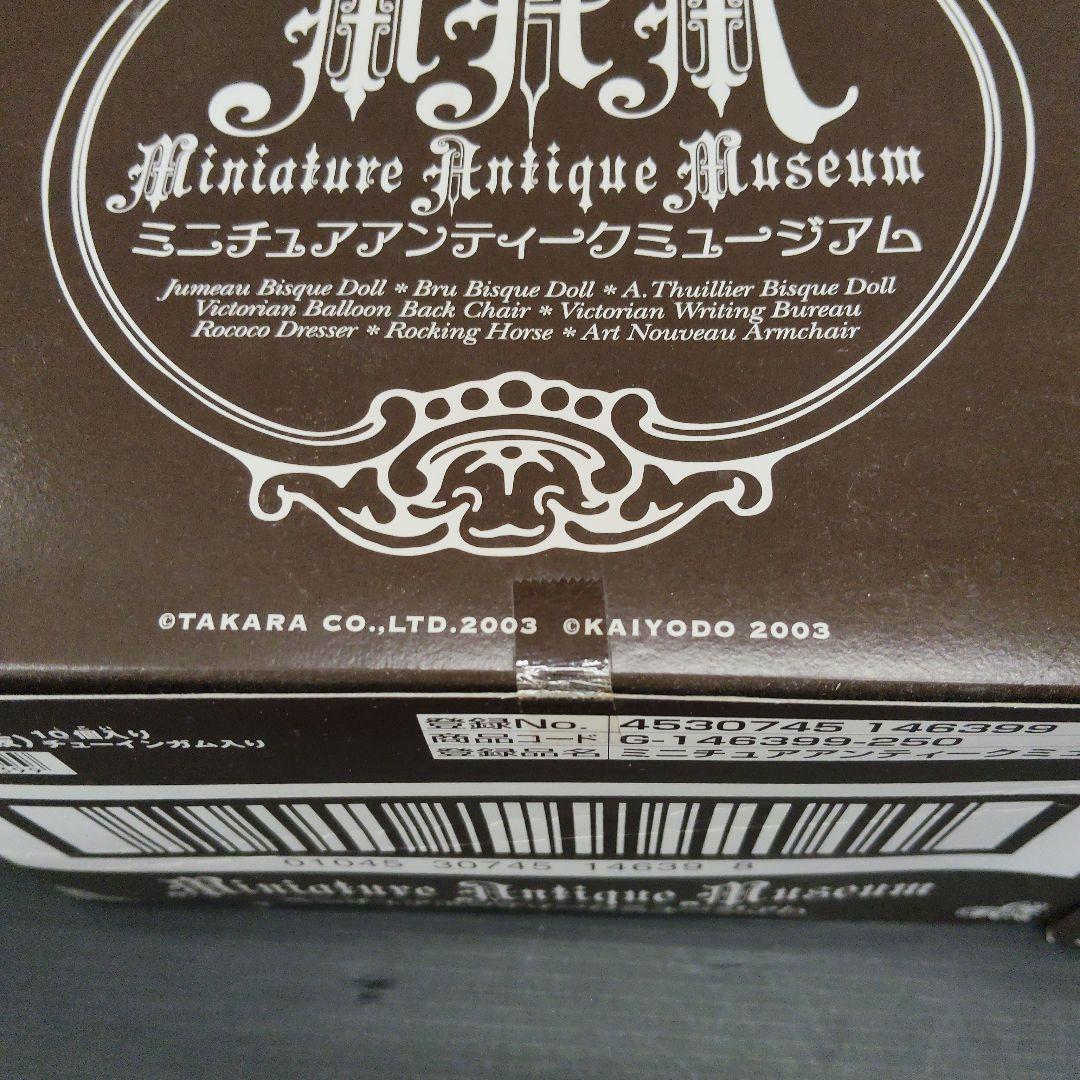 MAM
Miniature Antique Museum
ミニチュアアンティークミュージアム
Jumeau Bisque Doll * Bru Bisque Doll * A. Thuillier Bisque Doll
Victorian Balloon Back Chair * Victorian Writing Bureau
Rococo Dresser * Rocking Horse * Art Nouveau Armchair
©TAKARA CO.,LTD.2003 ©KAIYODO 2003
10個入り
チューインガム入り
登録No. 4530745 146399
商品コード G-146399-250
登録品名 ミニチュアアンティークミュ
01045 30745 14639 8
Miniature Antique Museum